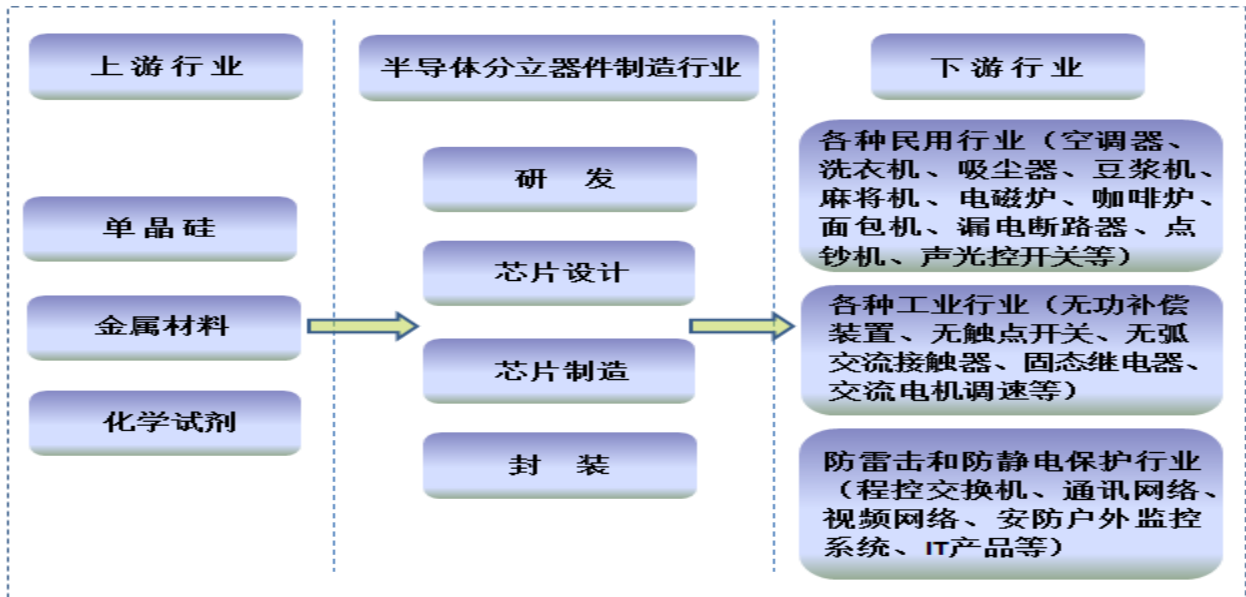 上游行业
单晶硅
金属材料
化学试剂
半导体分立器件制造行业
研 发
芯片设计
芯片制造
封 装
下游行业
各种民用行业（空调器、
洗衣机、吸尘器、豆浆机、
麻将机、电磁炉、咖啡炉、
面包机、漏电断路器、点
钞机、声光控开关等）
各种工业行业（无功补偿
装置、无触点开关、无弧
交流接触器、固态继电器、
交流电机调速等）
防雷击和防静电保护行业
（程控交换机、通讯网络、
视频网络、安防户外监控
系统、IT产品等）